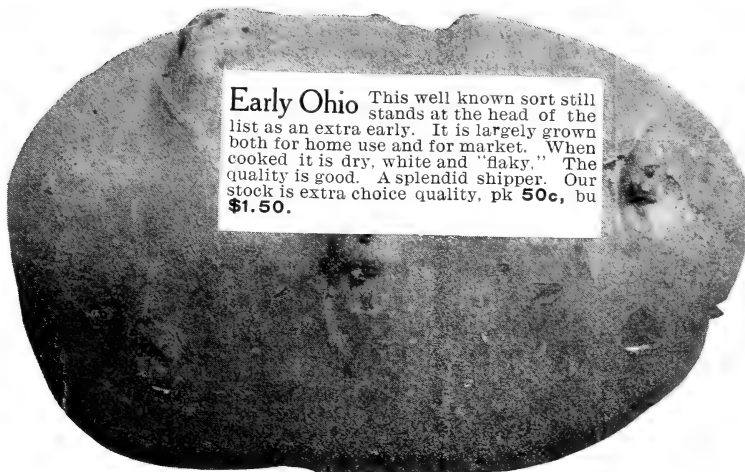 Early Ohio This well known sort still
stands at the head of the
list as an extra early. It is largely grown
both for home use and for market. When
cooked it is dry, white and "flaky," The
quality is good. A splendid shipper. Our
stock is extra choice quality, pk 50c, bu
$1.50.